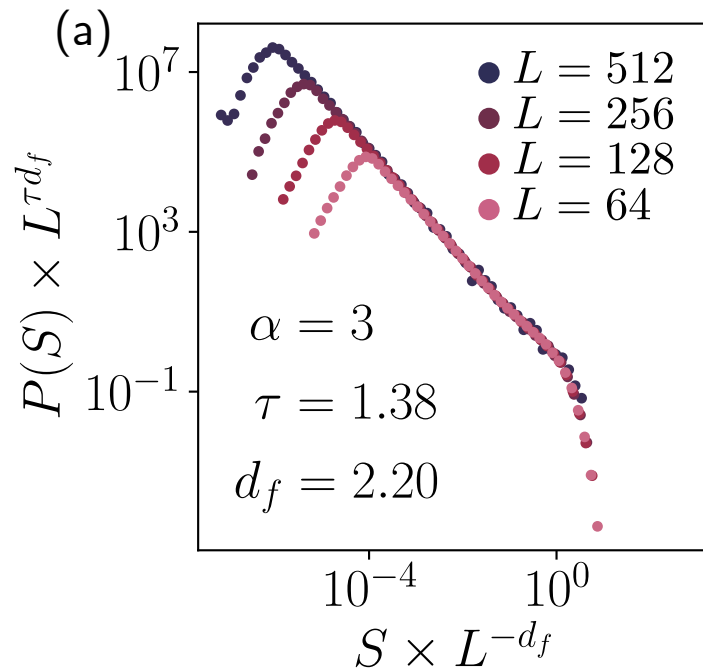 (a)
P(S) × L^{τd_f}
10^7
10^3
10^{-1}
L = 512
L = 256
L = 128
L = 64
α = 3
τ = 1.38
d_f = 2.20
10^{-4}
10^0
S × L^{-d_f}